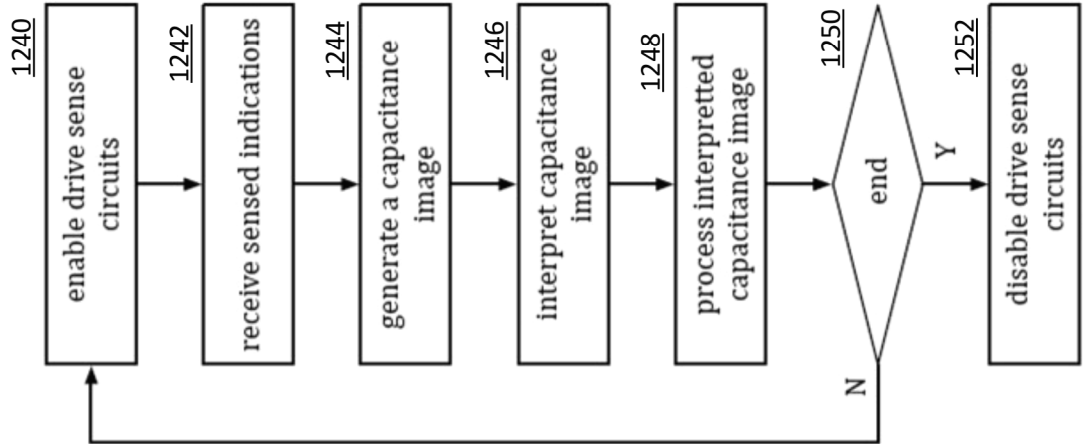 1240
enable drive sense
circuits
1242
receive sensed indications
1244
generate a capacitance
image
1246
interpret capacitance
image
1248
process interpretted
capacitance image
1250
end
N
Y
1252
disable drive sense
circuits